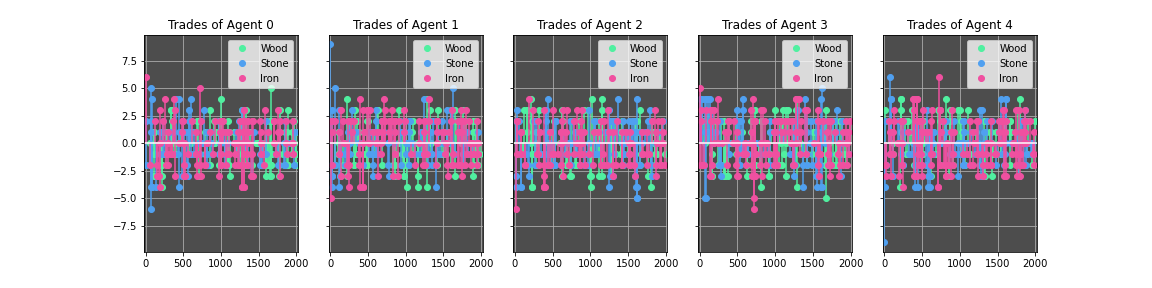 Trades of Agent 0
Wood
Stone
Iron
7.5
5.0
2.5
0.0
−2.5
−5.0
−7.5
0 500 1000 1500 2000
Trades of Agent 1
Wood
Stone
Iron
0 500 1000 1500 2000
Trades of Agent 2
Wood
Stone
Iron
0 500 1000 1500 2000
Trades of Agent 3
Wood
Stone
Iron
0 500 1000 1500 2000
Trades of Agent 4
Wood
Stone
Iron
0 500 1000 1500 2000